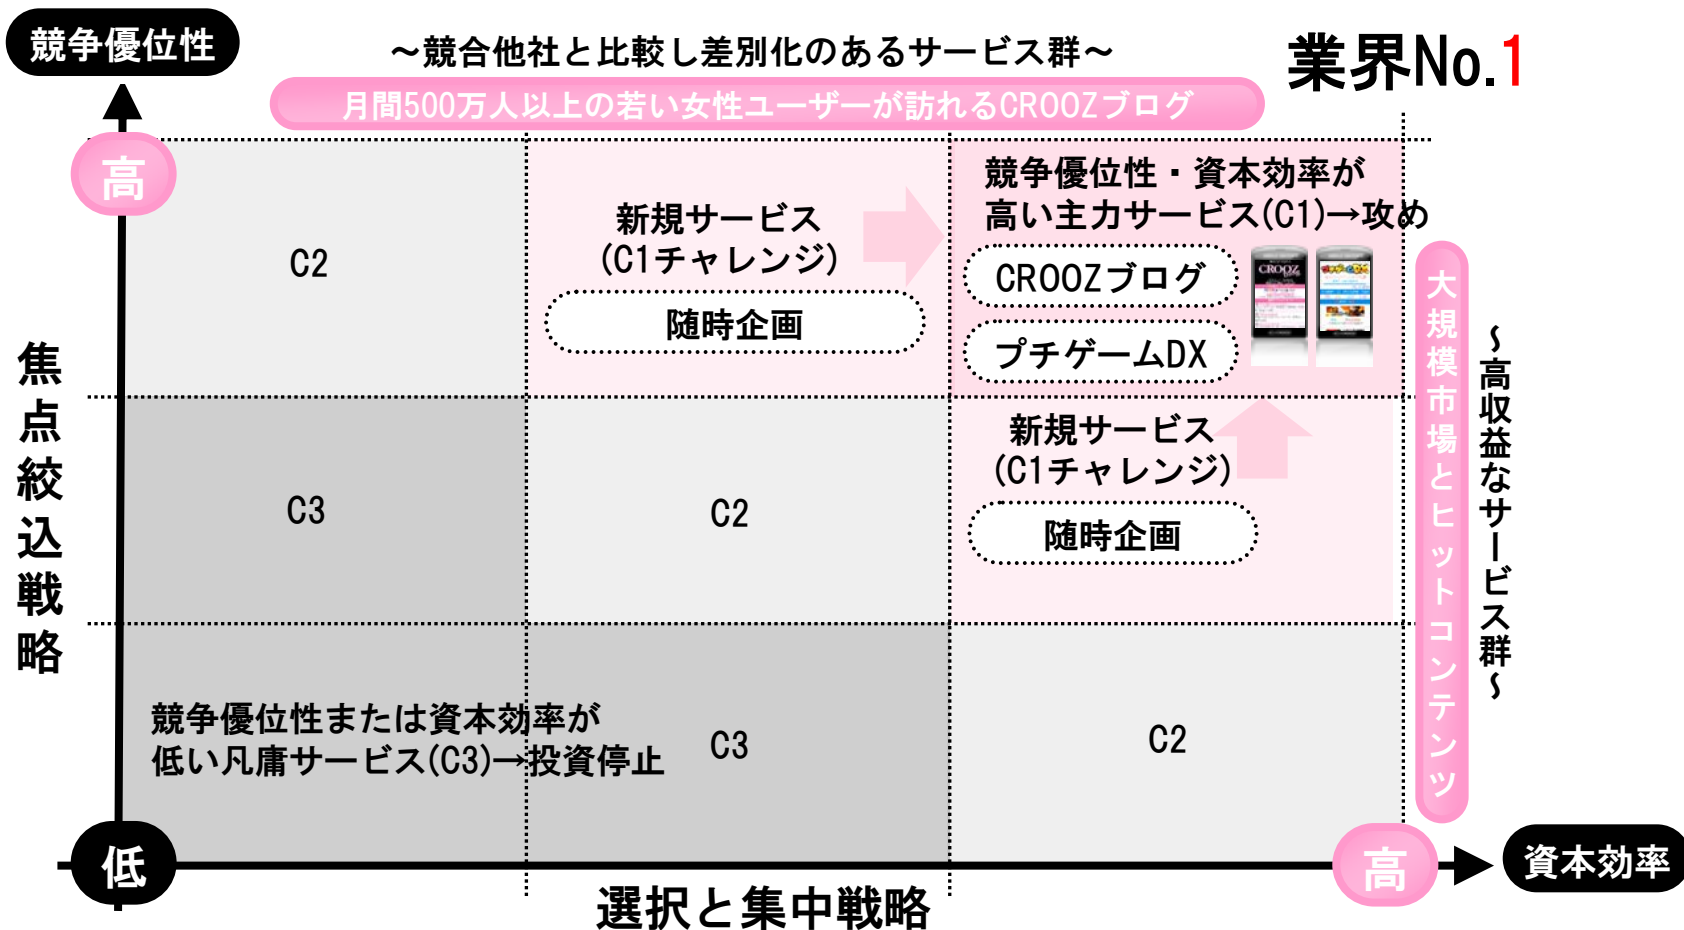 競争優位性
～競合他社と比較し差別化のあるサービス群～
業界No.1
月間500万人以上の若い女性ユーザーが訪れるCROOZブログ
高
C2
新規サービス
(C1チャレンジ)
随時企画
競争優位性・資本効率が
高い主力サービス(C1)→攻め
CROOZブログ
プチゲームDX
CROOZ
焦点絞込戦略
C3
C2
新規サービス
(C1チャレンジ)
随時企画
大規模市場とヒットコンテンツ
～高収益なサービス群～
競争優位性または資本効率が
低い凡庸サービス(C3)→投資停止
C3
C2
低
高
資本効率
選択と集中戦略